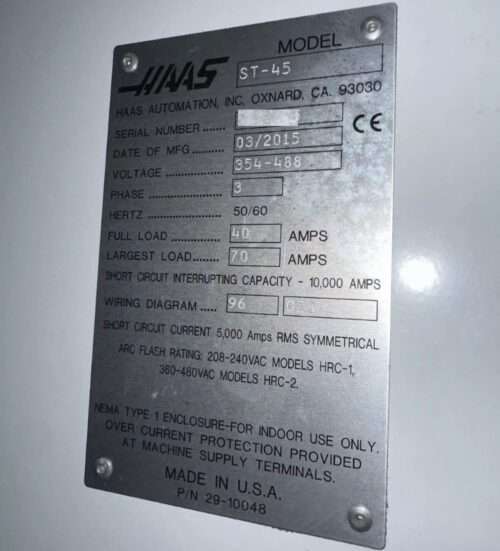 MODEL
HAAS ST-45
HAAS AUTOMATION, INC. OXNARD, CA. 93030
SERIAL NUMBER .......
CE
DATE OF MFG .......... 03/2015
VOLTAGE ................. 354-488
PHASE ..................... 3
HERTZ ..................... 50/60
FULL LOAD ............. 40 AMPS
LARGEST LOAD........ 70 AMPS
SHORT CIRCUIT INTERRUPTING CAPACITY - 10,000 AMPS
WIRING DIAGRAM ..... 96
SHORT CIRCUIT CURRENT 5,000 Amps RMS SYMMETRICAL
ARC FLASH RATING: 208-240VAC MODELS HRC-1,
360-480VAC MODELS HRC-2.
NEMA TYPE 1 ENCLOSURE-FOR INDOOR USE ONLY.
OVER CURRENT PROTECTION PROVIDED
AT MACHINE SUPPLY TERMINALS.
MADE IN U.S.A.
P/N 29-10048